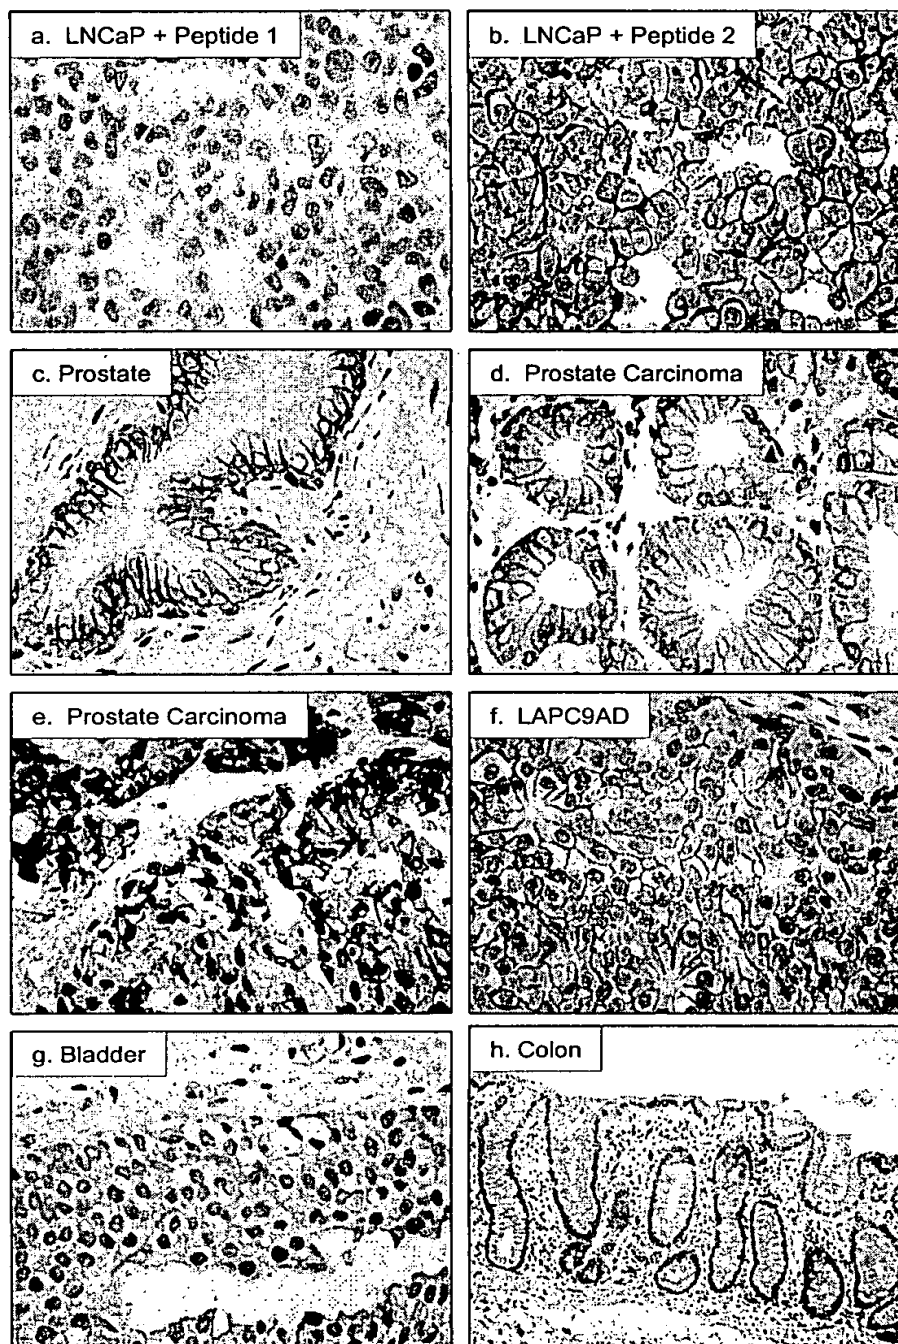 a. LNCaP + Peptide 1
b. LNCaP + Peptide 2
c. Prostate
d. Prostate Carcinoma
e. Prostate Carcinoma
f. LAPC9AD
g. Bladder
h. Colon